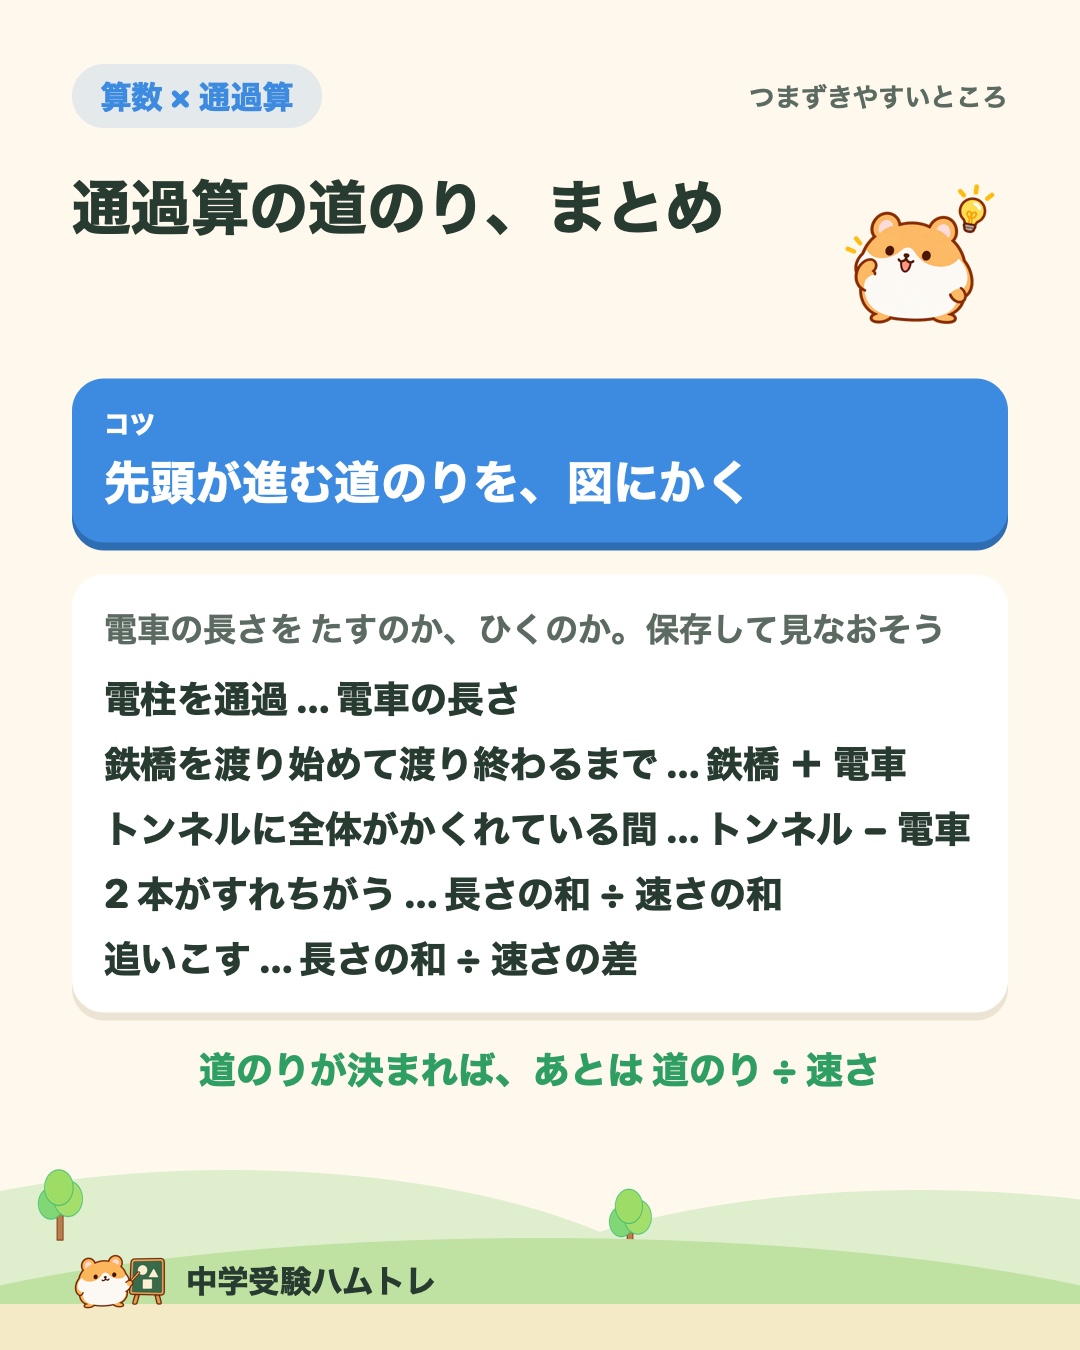 算数 × 通過算
つまずきやすいところ
通過算の道のり、まとめ
コツ
先頭が進む道のりを、図にかく
電車の長さを たすのか、ひくのか。保存して見なおそう
電柱を通過 … 電車の長さ
鉄橋を渡り始めて渡り終わるまで … 鉄橋 + 電車
トンネルに全体がかくれている間 … トンネル − 電車
2 本がすれちがう … 長さの和 ÷ 速さの和
追いこす … 長さの和 ÷ 速さの差
道のりが決まれば、あとは 道のり ÷ 速さ
中学受験ハムトレ